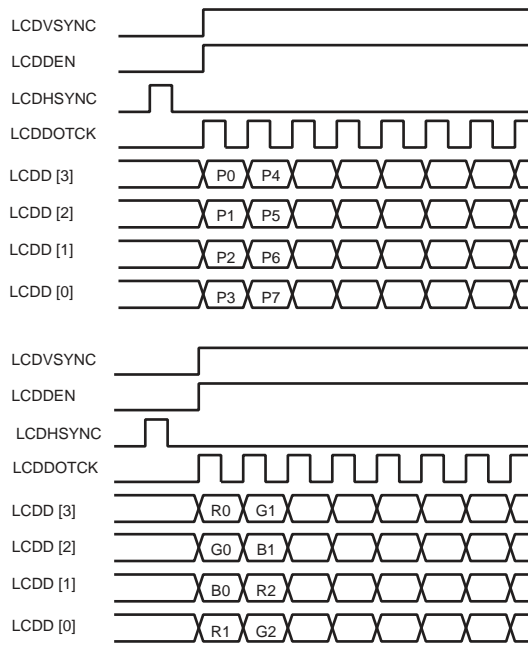 LCDVSYNC
LCDDEN
LCDHSYNC
LCDDOTCK
LCDD [3] P0 P4
LCDD [2] P1 P5
LCDD [1] P2 P6
LCDD [0] P3 P7
LCDVSYNC
LCDDEN
LCDHSYNC
LCDDOTCK
LCDD [3] R0 G1
LCDD [2] G0 B1
LCDD [1] B0 R2
LCDD [0] R1 G2